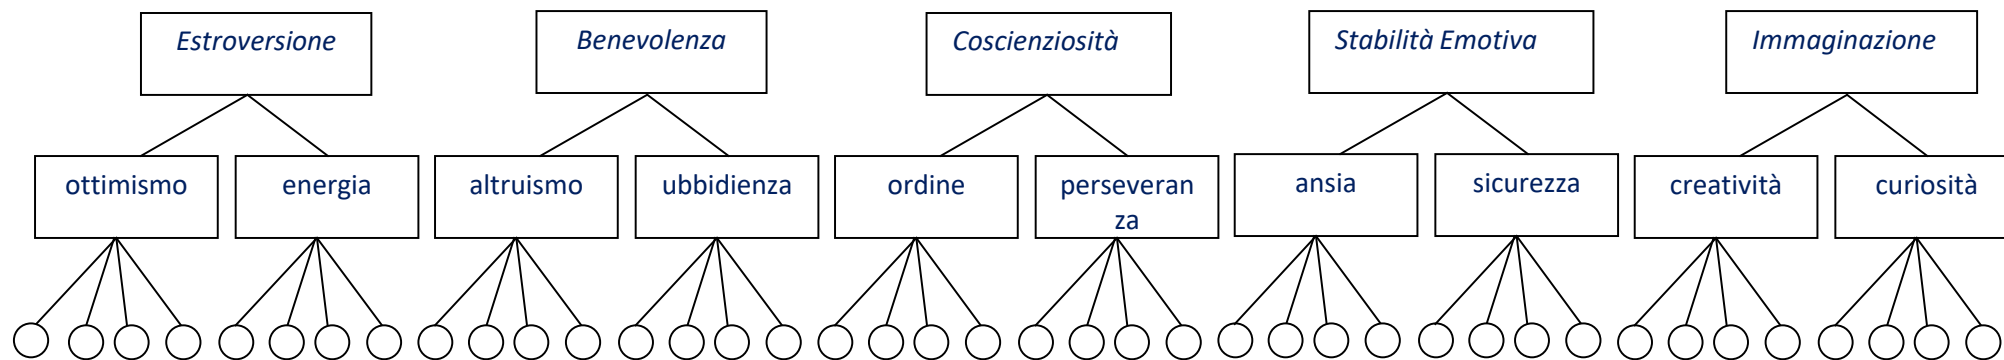 Estroversione
Benevolenza
Coscienziosità
Stabilità Emotiva
Immaginazione
ottimismo
energia
altruismo
ubbidienza
ordine
perseveran
za
ansia
sicurezza
creatività
curiosità